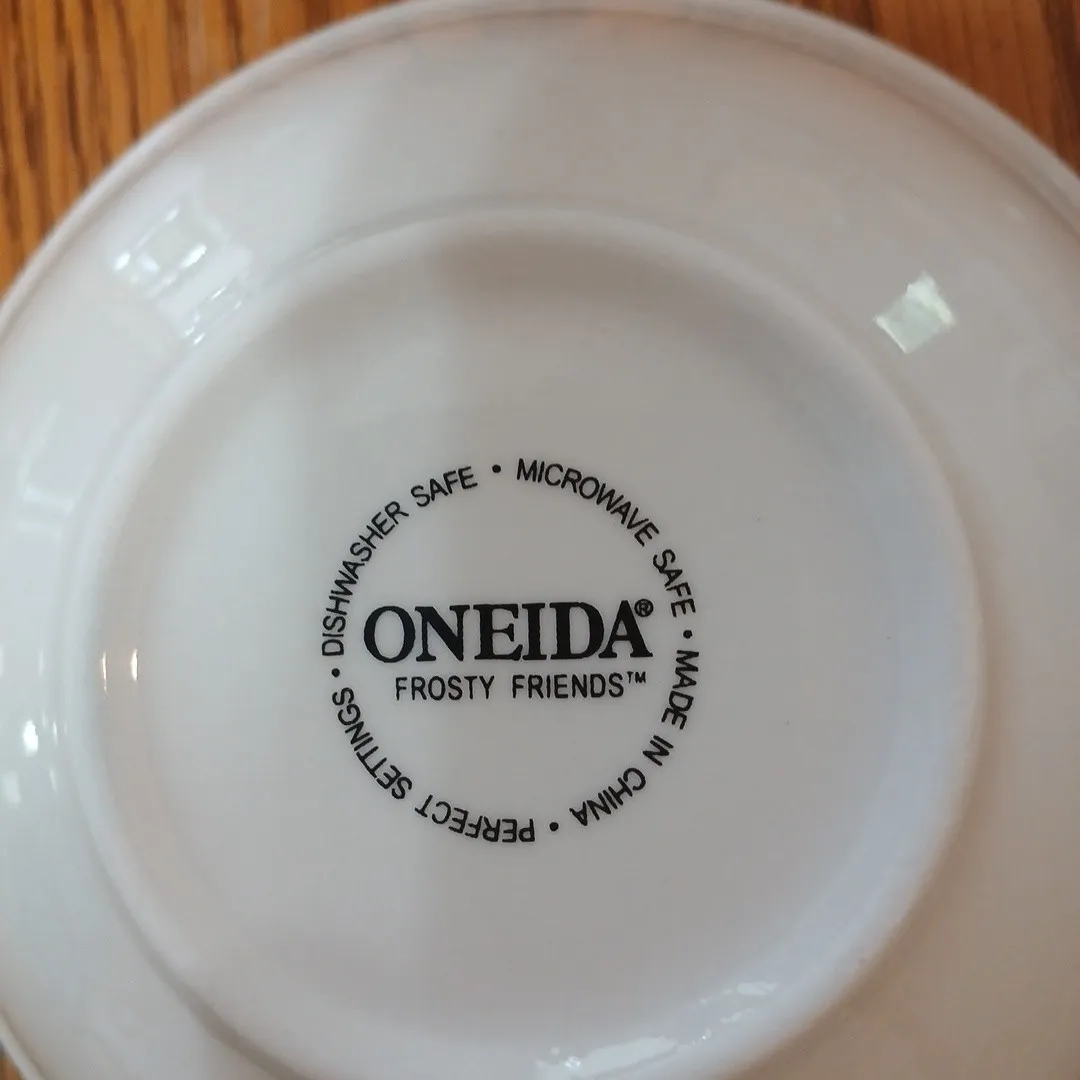 DISHWASHER SAFE • MICROWAVE SAFE • MADE IN CHINA • PERFECT SETTINGS •
ONEIDA®
FROSTY FRIENDS™